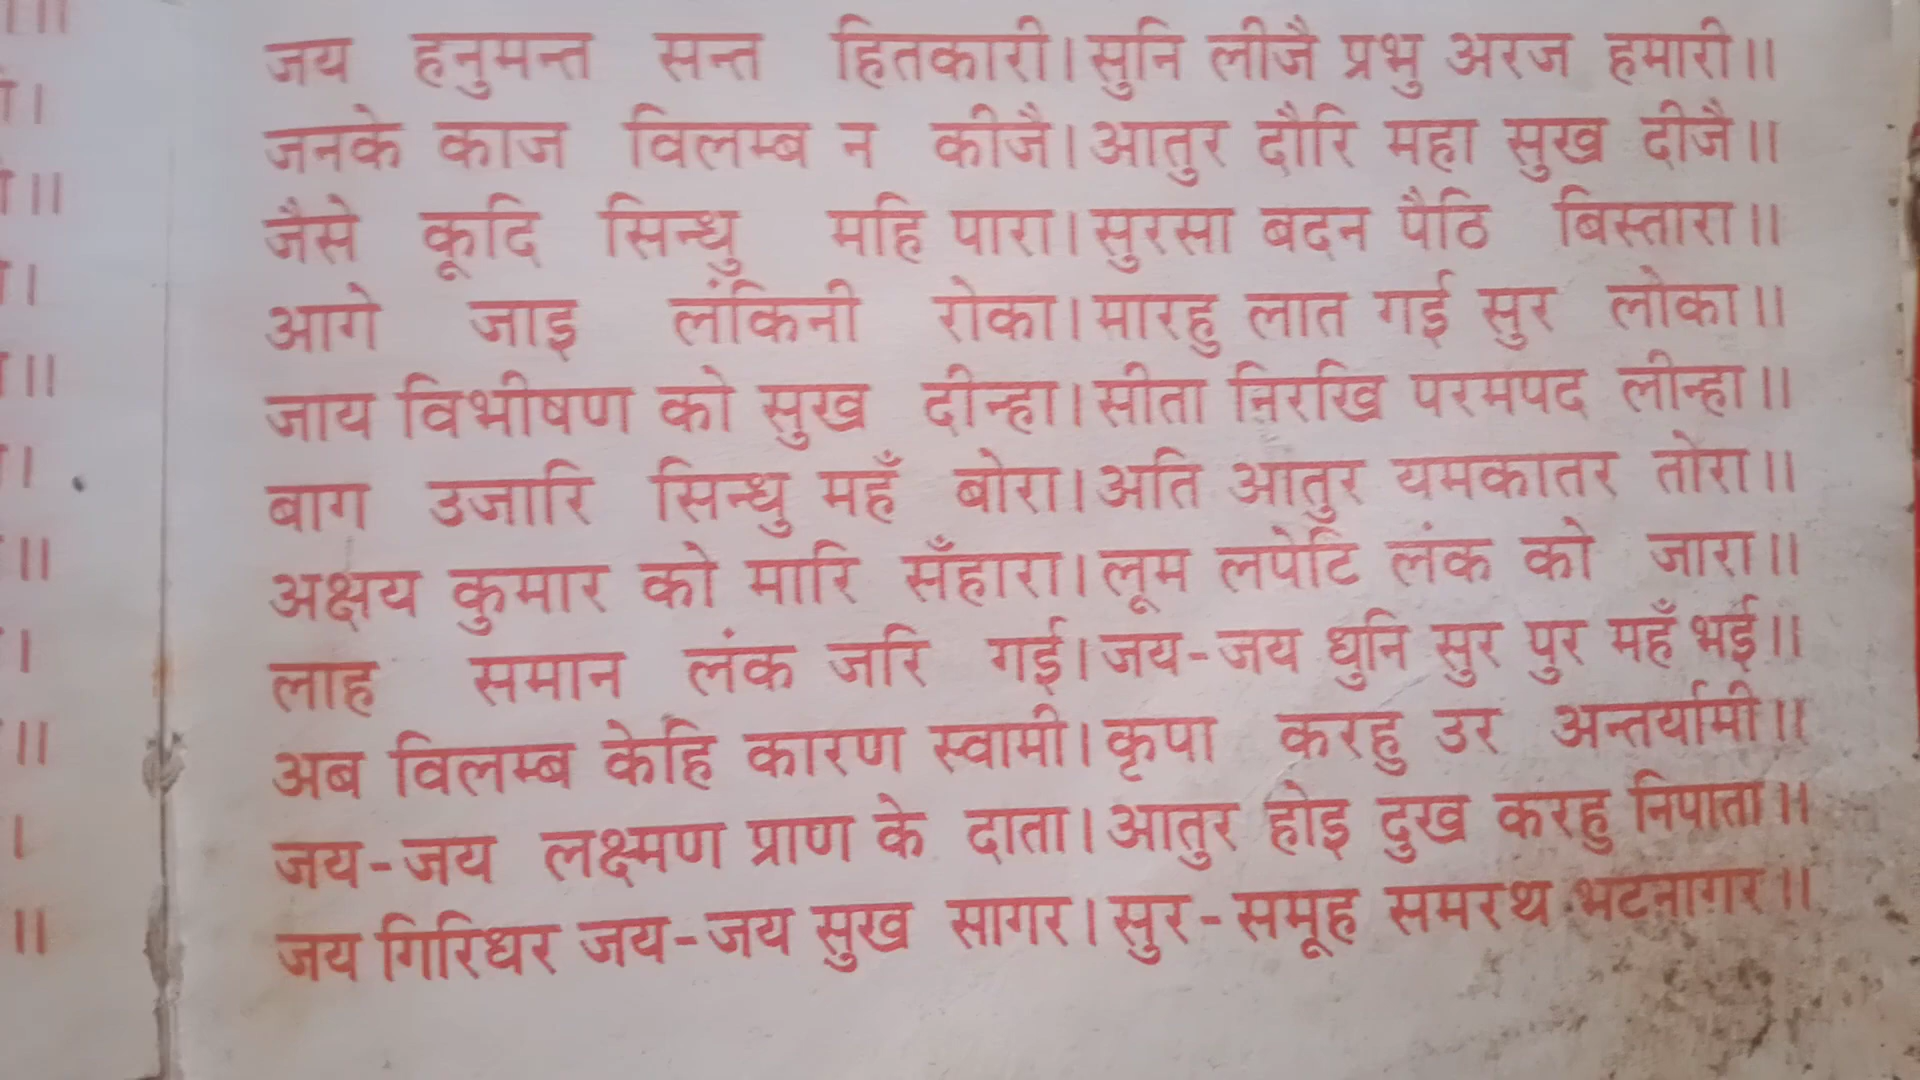 जय हनुमन्त सन्त हितकारी। सुनि लीजै प्रभु अरज हमारी॥
जनके काज विलम्ब न कीजै। आतुर दौरि महा सुख दीजै॥
जैसे कूदि सिन्धु महि पारा। सुरसा बदन पैठि बिस्तारा॥
आगे जाइ लंकिनी रोका। मारहु लात गई सुर लोका॥
जाय विभीषण को सुख दीन्हा। सीता निरखि परमपद लीन्हा॥
बाग उजारि सिन्धु महँ बोरा। अति आतुर यमकातर तोरा॥
अक्षय कुमार को मारि सँहारा। लूम लपेटि लंक को जारा॥
लाह समान लंक जरि गई। जय-जय धुनि सुर पुर महँ भई॥
अब विलम्ब केहि कारण स्वामी। कृपा करहु उर अन्तर्यामी॥
जय-जय लक्ष्मण प्राण के दाता। आतुर होइ दुख करहु निपाता॥
जय गिरिधर जय-जय सुख सागर। सुर-समूह समरथ भटनागर॥